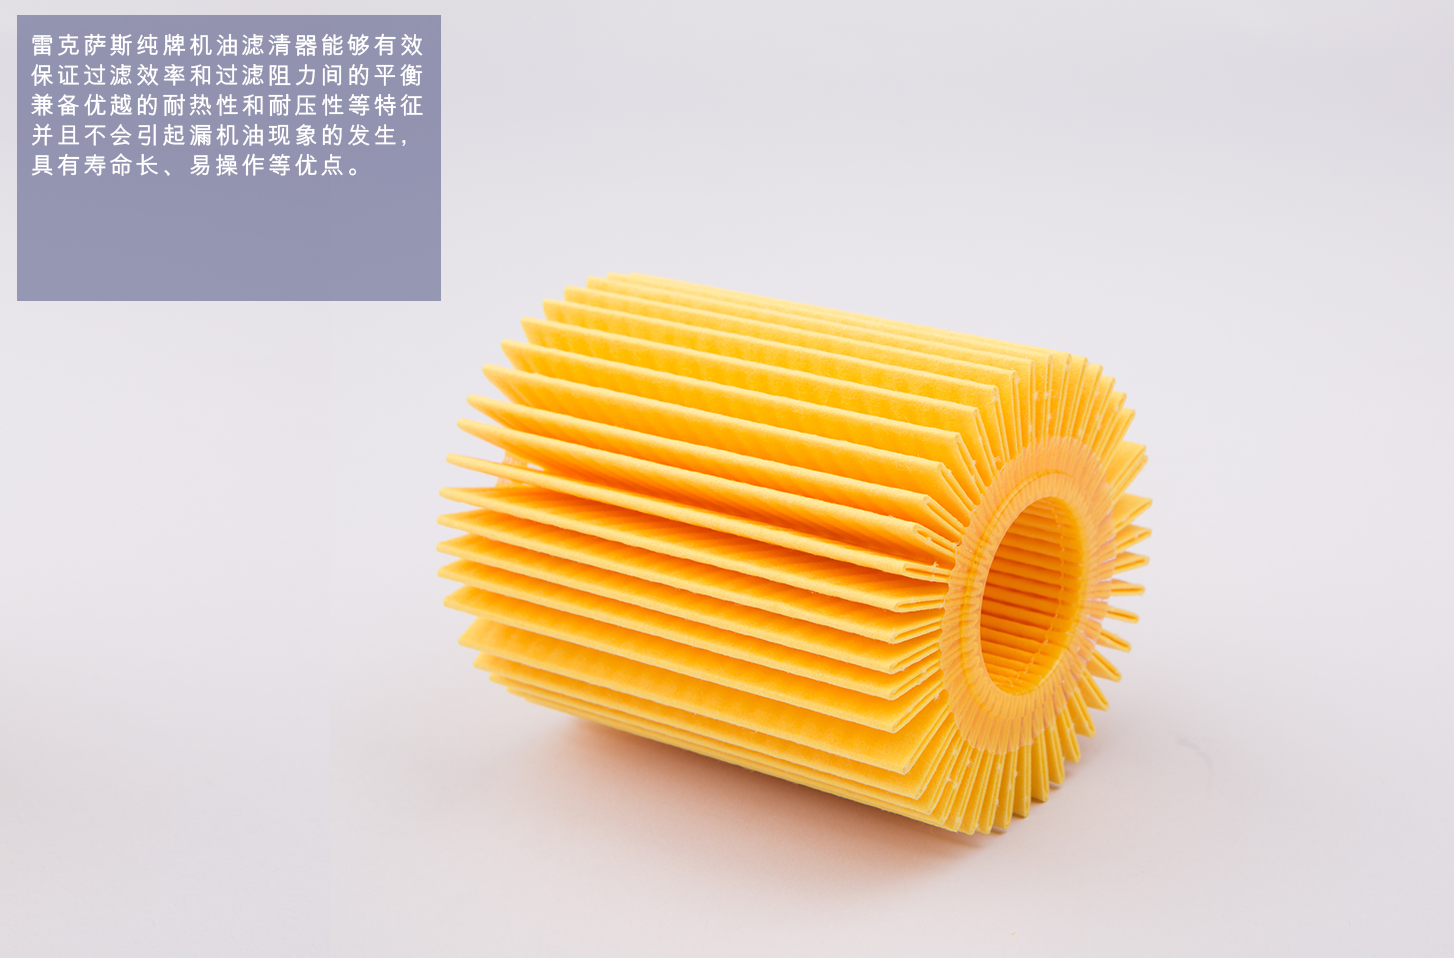 雷克萨斯纯牌机油滤清器能够有效
保证过滤效率和过滤阻力间的平衡
兼备优越的耐热性和耐压性等特征
并且不会引起漏机油现象的发生,
具有寿命长、易操作等优点。